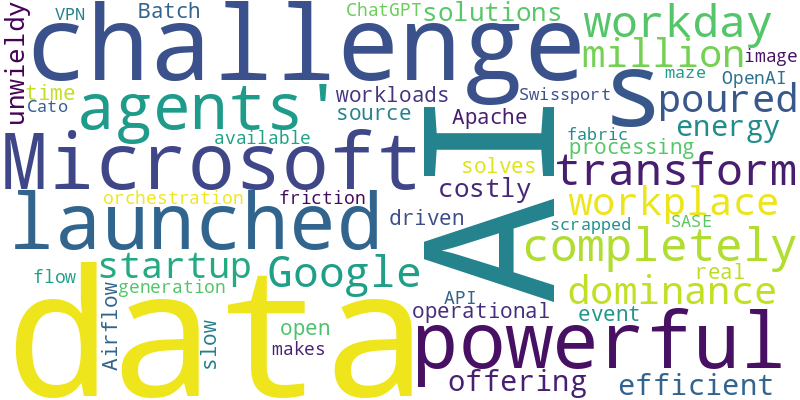 unwieldy
VPN
Batch
ChatGPT
solutions
workday
challenge
million
image
time
Cato
agents'
workloads
source
Swissport
s
maze
OpenAI
poured
available
Apache
fabric
energy
Microsoft
AI
processing
solves
transform
orchestration
friction
costly
workplace
launched
driven
scrapped
SASE
startup
Google
completely
flow
generation
real
dominance
data
Airflow
slow
open
makes
API
operational
event
powerful
offering
efficient